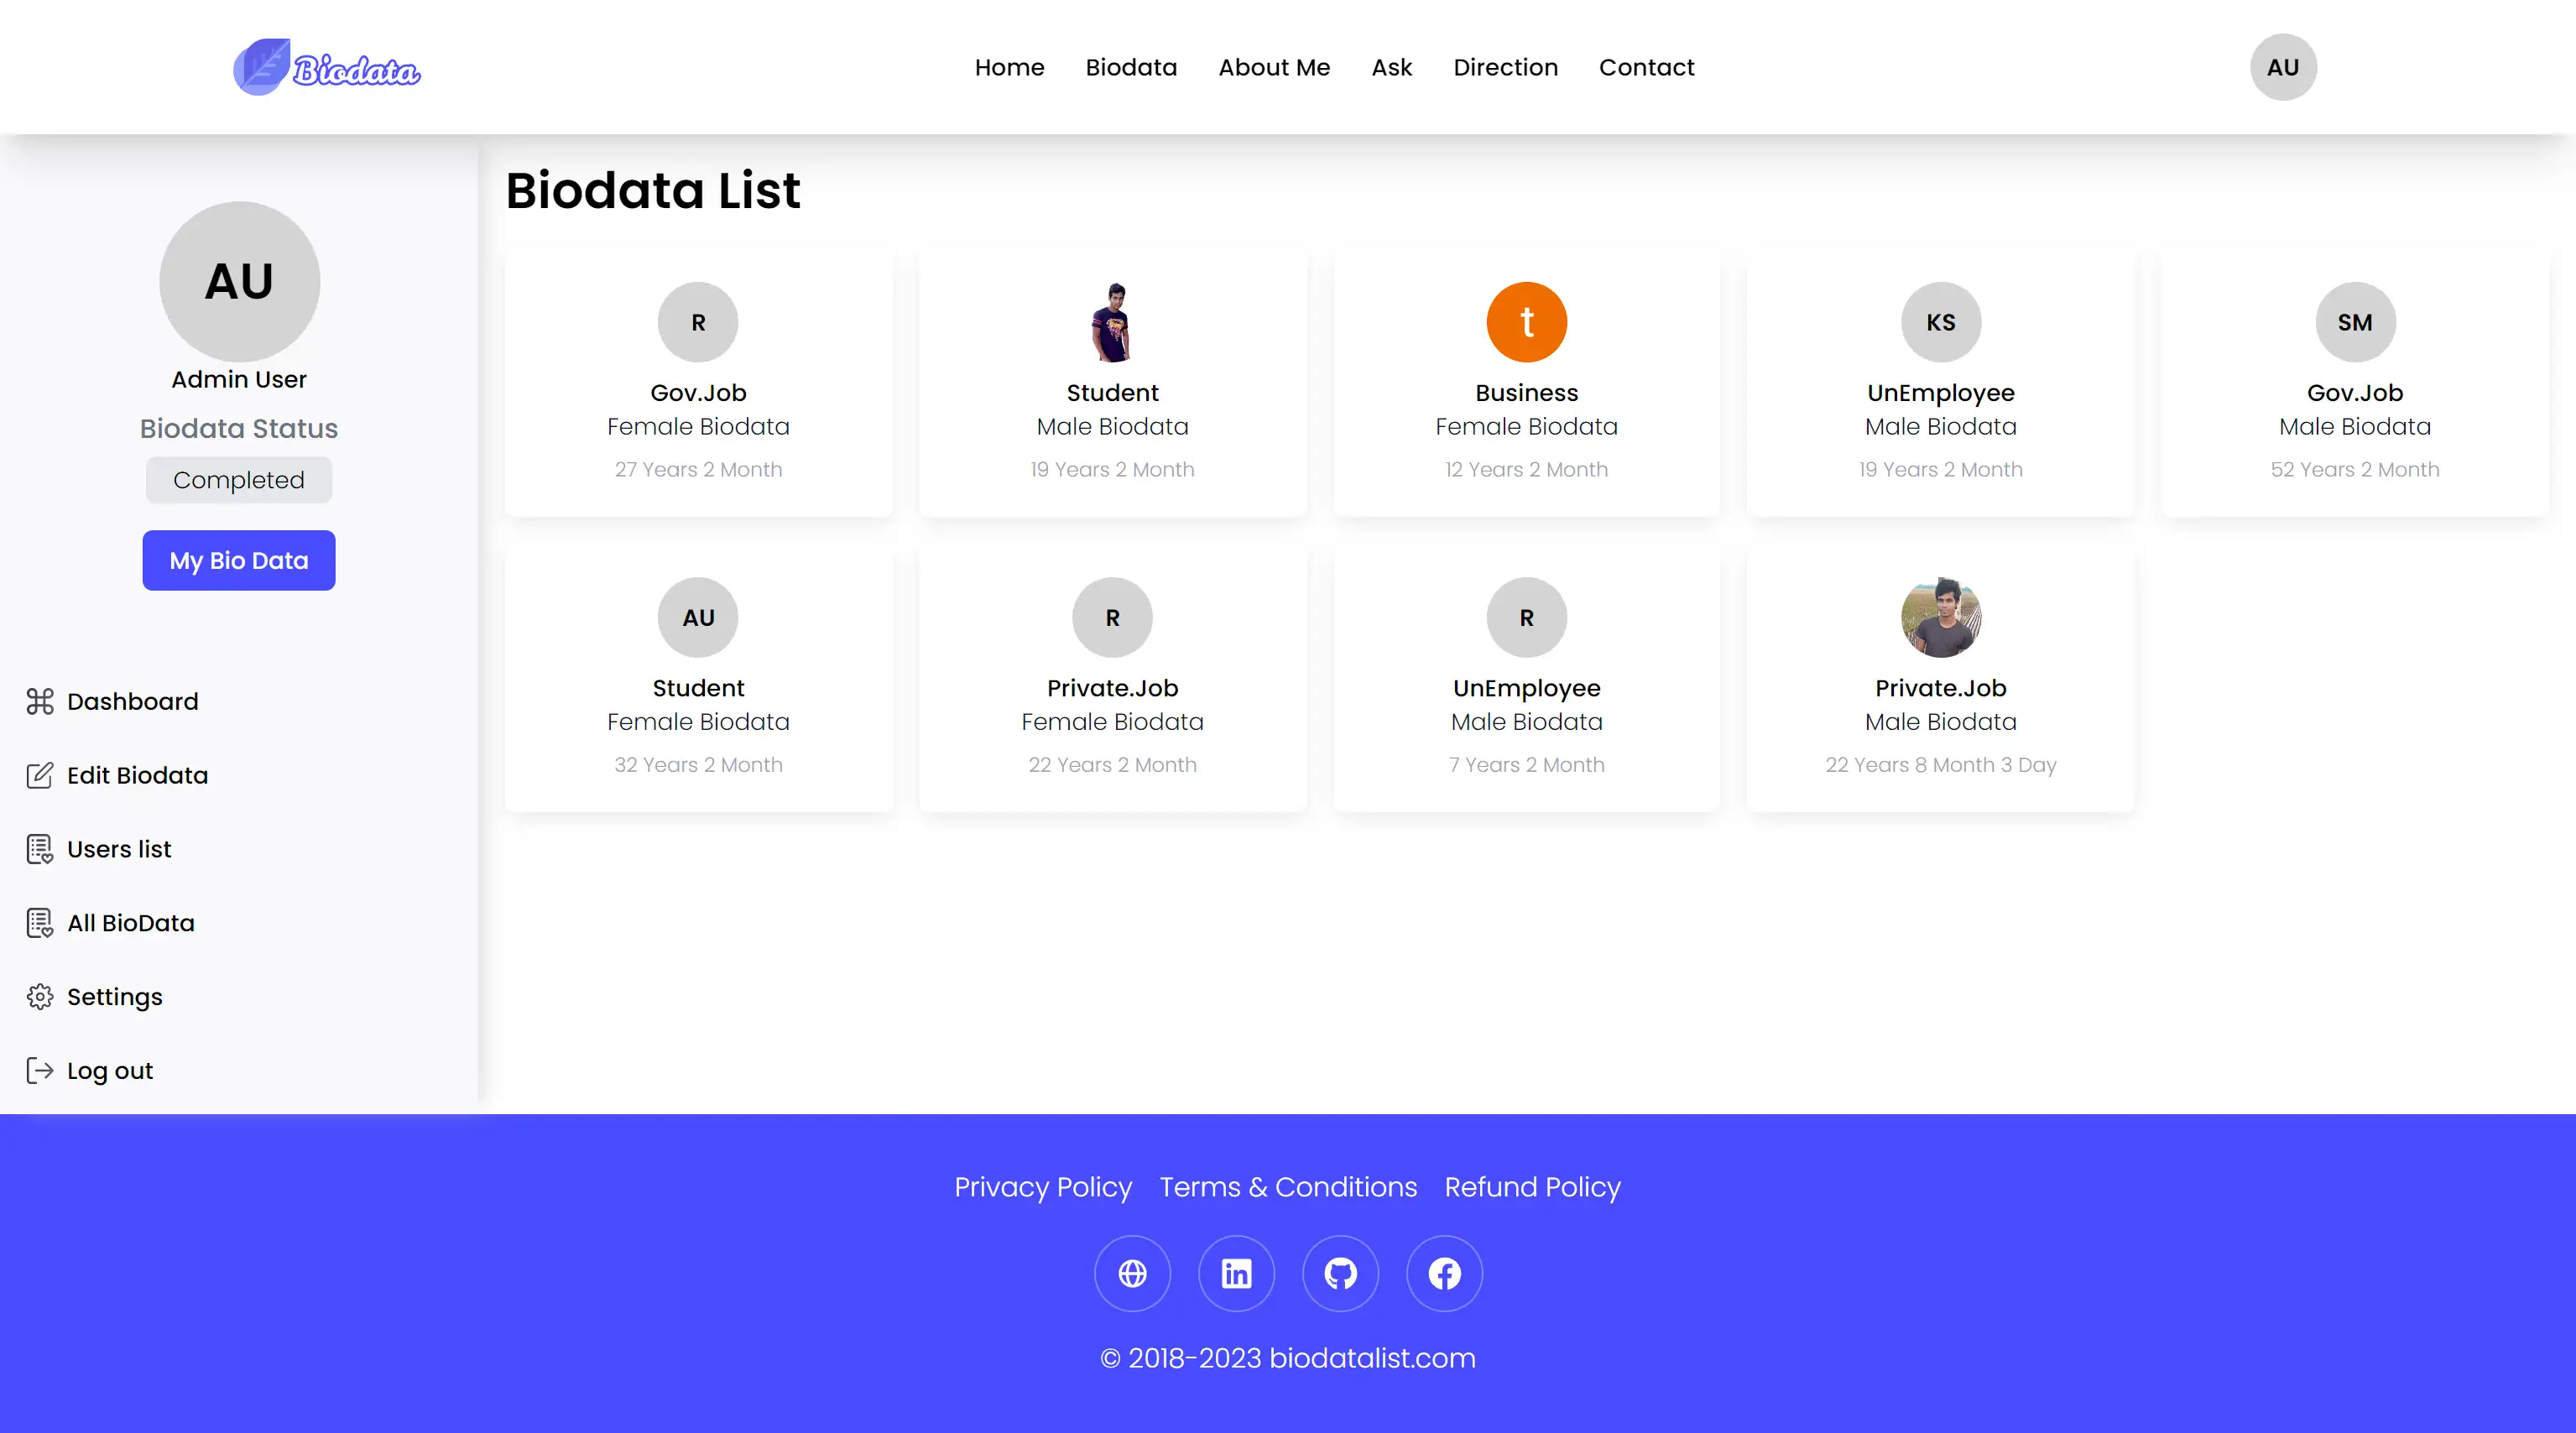 Biodata
Home Biodata About Me Ask Direction Contact
AU
AU
Admin User
Biodata Status
Completed
My Bio Data
Dashboard
Edit Biodata
Users list
All BioData
Settings
Log out
Biodata List
R
Gov.Job
Female Biodata
27 Years 2 Month
Student
Male Biodata
19 Years 2 Month
t
Business
Female Biodata
12 Years 2 Month
KS
UnEmployee
Male Biodata
19 Years 2 Month
SM
Gov.Job
Male Biodata
52 Years 2 Month
AU
Student
Female Biodata
32 Years 2 Month
R
Private.Job
Female Biodata
22 Years 2 Month
R
UnEmployee
Male Biodata
7 Years 2 Month
Private.Job
Male Biodata
22 Years 8 Month 3 Day
Privacy Policy Terms & Conditions Refund Policy
in
© 2018-2023 biodatalist.com